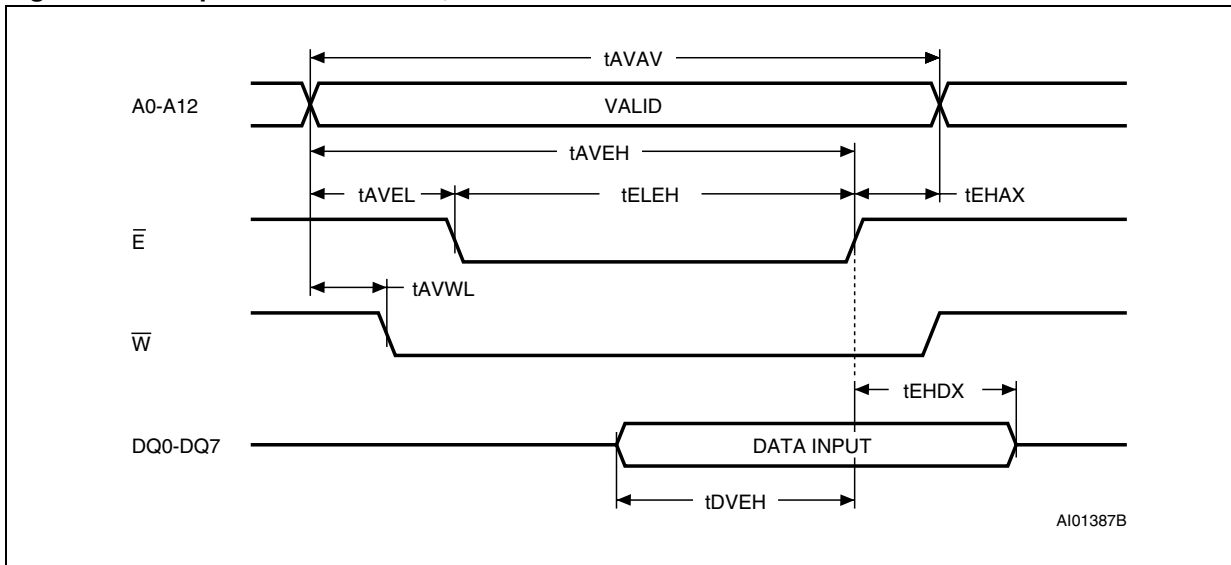 tAVAV
A0-A12
VALID
tAVEH
tAVEL
tELEH
tEHAX
E̅
tAVWL
W̅
tEHDX
DQ0-DQ7
DATA INPUT
tDVEH
AI01387B